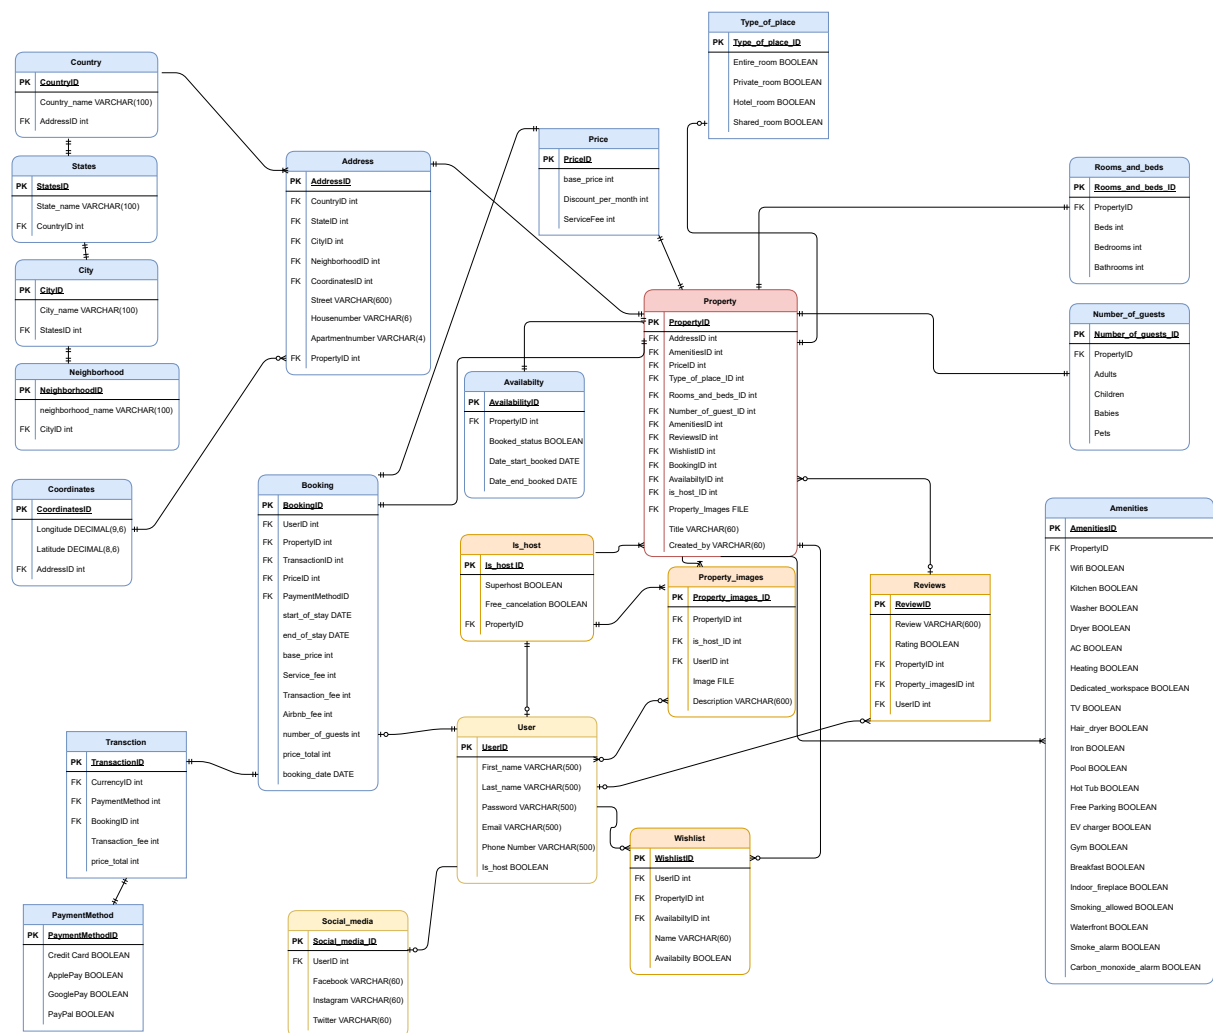 Type_of_place
PK Type_of_place_ID
Entire_room BOOLEAN
Private_room BOOLEAN
Hotel_room BOOLEAN
Shared_room BOOLEAN
Country
PK CountryID
Country_name VARCHAR(100)
FK AddressID int
States
PK StatesID
State_name VARCHAR(100)
FK CountryID int
City
PK CityID
City_name VARCHAR(100)
FK StatesID int
Neighborhood
PK NeighborhoodID
neighborhood_name VARCHAR(100)
FK CityID int
Coordinates
PK CoordinatesID
Longitude DECIMAL(9,6)
Latitude DECIMAL(8,6)
FK AddressID int
Address
PK AddressID
FK CountryID int
FK StateID int
FK CityID int
FK NeighborhoodID int
FK CoordinatesID int
Street VARCHAR(600)
Housenumber VARCHAR(6)
Apartmentnumber VARCHAR(4)
FK PropertyID int
Price
PK PriceID
base_price int
Discount_per_month int
ServiceFee int
Rooms_and_beds
PK Rooms_and_beds_ID
FK PropertyID
Beds int
Bedrooms int
Bathrooms int
Property
PK PropertyID
FK AddressID int
FK AmenitiesID int
FK PriceID int
FK Type_of_place_ID int
FK Rooms_and_beds_ID int
FK Number_of_guest_ID int
FK AmenitiesID int
FK ReviewsID int
FK WishlistID int
FK BookingID int
FK AvailabiltyID int
FK is_host_ID int
FK Property_Images FILE
Title VARCHAR(60)
Created_by VARCHAR(60)
Number_of_guests
PK Number_of_guests_ID
FK PropertyID
Adults
Children
Babies
Pets
Availabilty
PK AvailabilityID
FK PropertyID int
Booked_status BOOLEAN
Date_start_booked DATE
Date_end_booked DATE
Booking
PK BookingID
FK UserID int
FK PropertyID int
FK TransactionID int
FK PriceID int
FK PaymentMethodID
start_of_stay DATE
end_of_stay DATE
base_price int
Service_fee int
Transaction_fee int
Airbnb_fee int
number_of_guests int
price_total int
booking_date DATE
Is_host
PK Is_host ID
Superhost BOOLEAN
Free_cancelation BOOLEAN
FK PropertyID
Property_images
PK Property_images_ID
FK PropertyID int
is_host_ID int
FK UserID int
Image FILE
Description VARCHAR(600)
Reviews
PK ReviewID
Review VARCHAR(600)
Rating BOOLEAN
FK PropertyID int
FK Property_imagesID int
FK UserID int
Amenities
PK AmenitiesID
FK PropertyID
Wifi BOOLEAN
Kitchen BOOLEAN
Washer BOOLEAN
Dryer BOOLEAN
AC BOOLEAN
Heating BOOLEAN
Dedicated_workspace BOOLEAN
TV BOOLEAN
Hair_dryer BOOLEAN
Iron BOOLEAN
Pool BOOLEAN
Hot Tub BOOLEAN
Free Parking BOOLEAN
EV charger BOOLEAN
Gym BOOLEAN
Breakfast BOOLEAN
Indoor_fireplace BOOLEAN
Smoking_allowed BOOLEAN
Waterfront BOOLEAN
Smoke_alarm BOOLEAN
Carbon_monoxide_alarm BOOLEAN
User
PK UserID
First_name VARCHAR(500)
Last_name VARCHAR(500)
Password VARCHAR(500)
Email VARCHAR(500)
Phone Number VARCHAR(500)
Is_host BOOLEAN
Transction
PK TransactionID
FK CurrencyID int
FK PaymentMethod int
FK BookingID int
Transaction_fee int
price_total int
PaymentMethod
PK PaymentMethodID
Credit Card BOOLEAN
ApplePay BOOLEAN
GooglePay BOOLEAN
PayPal BOOLEAN
Social_media
PK Social_media_ID
FK UserID int
Facebook VARCHAR(60)
Instagram VARCHAR(60)
Twitter VARCHAR(60)
Wishlist
PK WishlistID
FK UserID int
FK PropertyID int
FK AvailabiltyID int
Name VARCHAR(60)
Availabilty BOOLEAN